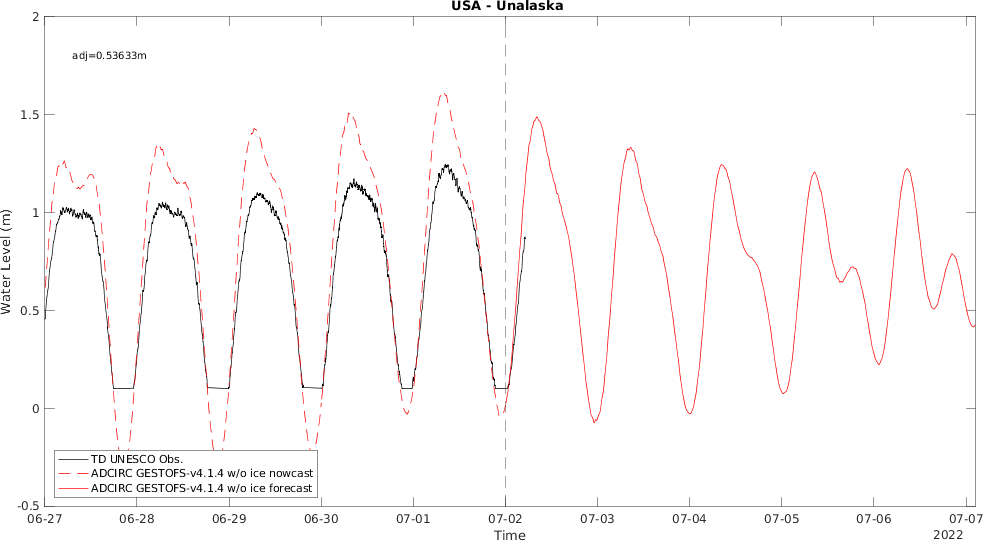 USA - Unalaska
2
adj=0.53633m
1.5
1
0.5
0
-0.5
Water Level (m)
TD UNESCO Obs.
ADCIRC GESTOFS-v4.1.4 w/o ice nowcast
ADCIRC GESTOFS-v4.1.4 w/o ice forecast
06-27 06-28 06-29 06-30 07-01 07-02 07-03 07-04 07-05 07-06 07-07
Time
2022